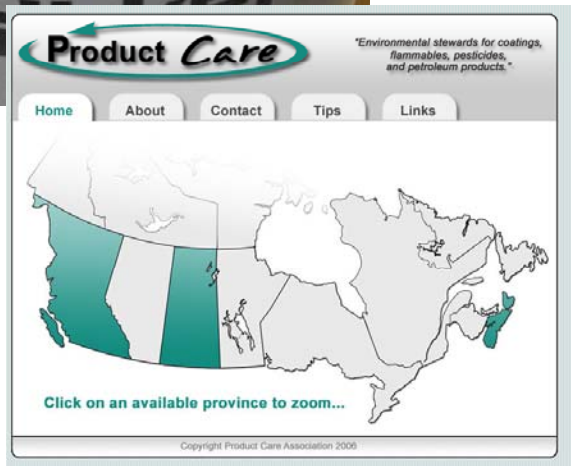 Product Care
"Environmental stewards for coatings,
flammables, pesticides,
and petroleum products."
Home About Contact Tips Links
Click on an available province to zoom...
Copyright Product Care Association 2006